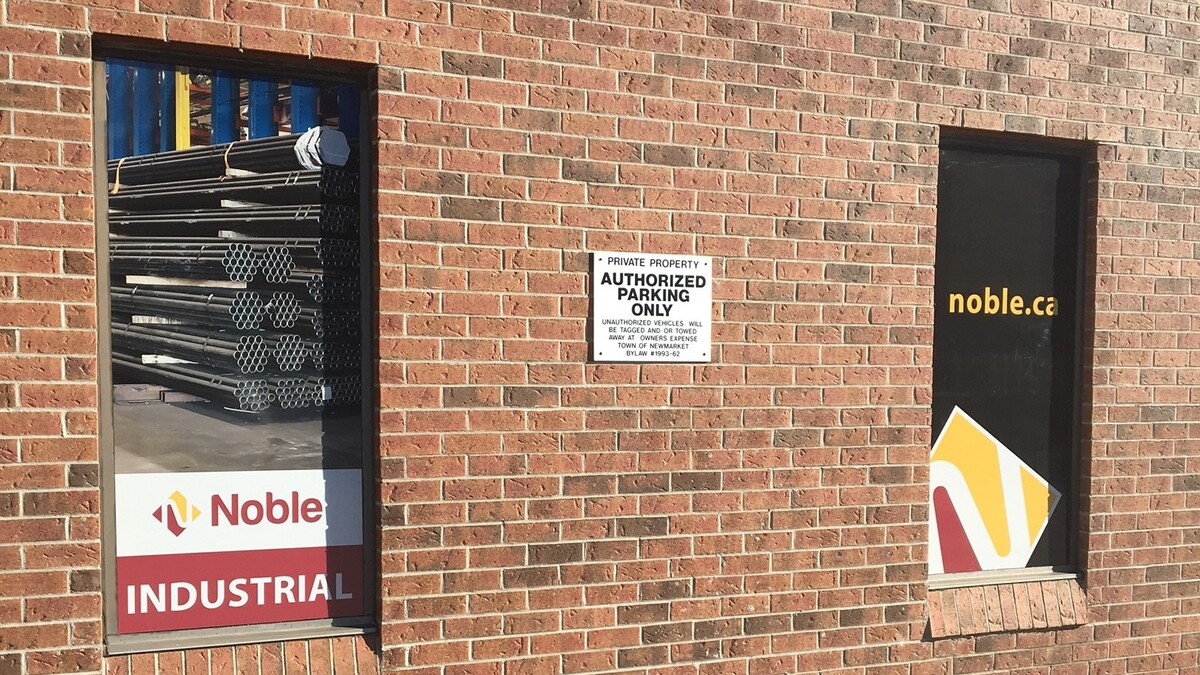 Noble
INDUSTRIAL
PRIVATE PROPERTY
AUTHORIZED
PARKING
ONLY
UNAUTHORIZED VEHICLES WILL
BE TAGGED AND OR TOWED
AWAY AT OWNERS EXPENSE
TOWN OF NEWMARKET
BYLAW #1993-62
noble.ca